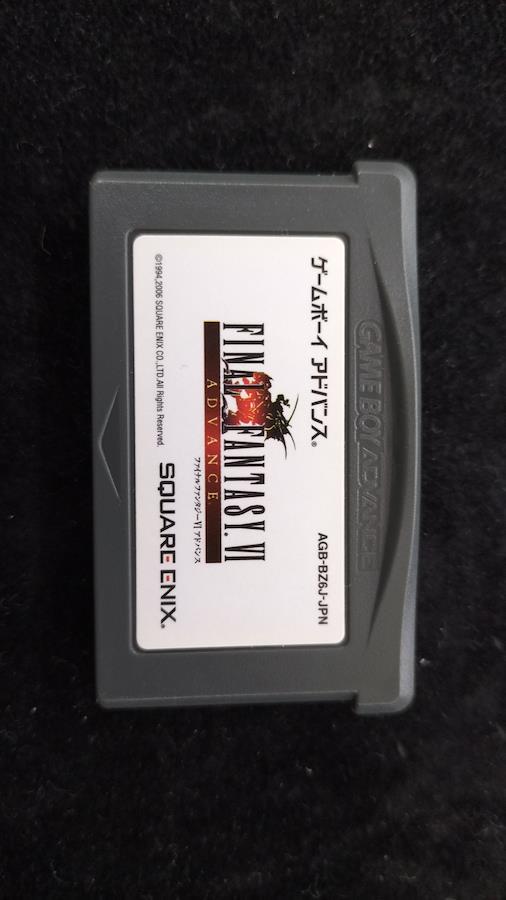 GAME BOY ADVANCE
ゲームボーイ アドバンス®
AGB-BZ6J-JPN
FINAL FANTASY. VI
ADVANCE
ファイナルファンタジーVI アドバンス
SQUARE ENIX®
©1994,2006 SQUARE ENIX CO.,LTD.All Rights Reserved.